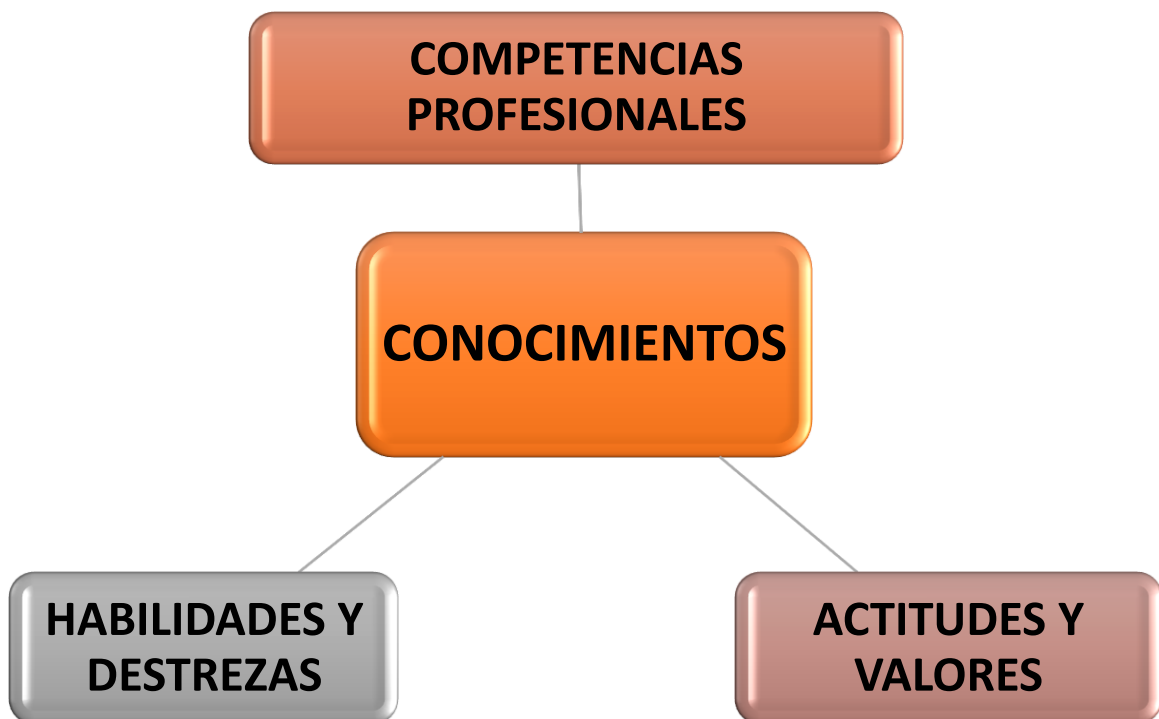 COMPETENCIAS
PROFESIONALES
CONOCIMIENTOS
HABILIDADES Y
DESTREZAS
ACTITUDES Y
VALORES